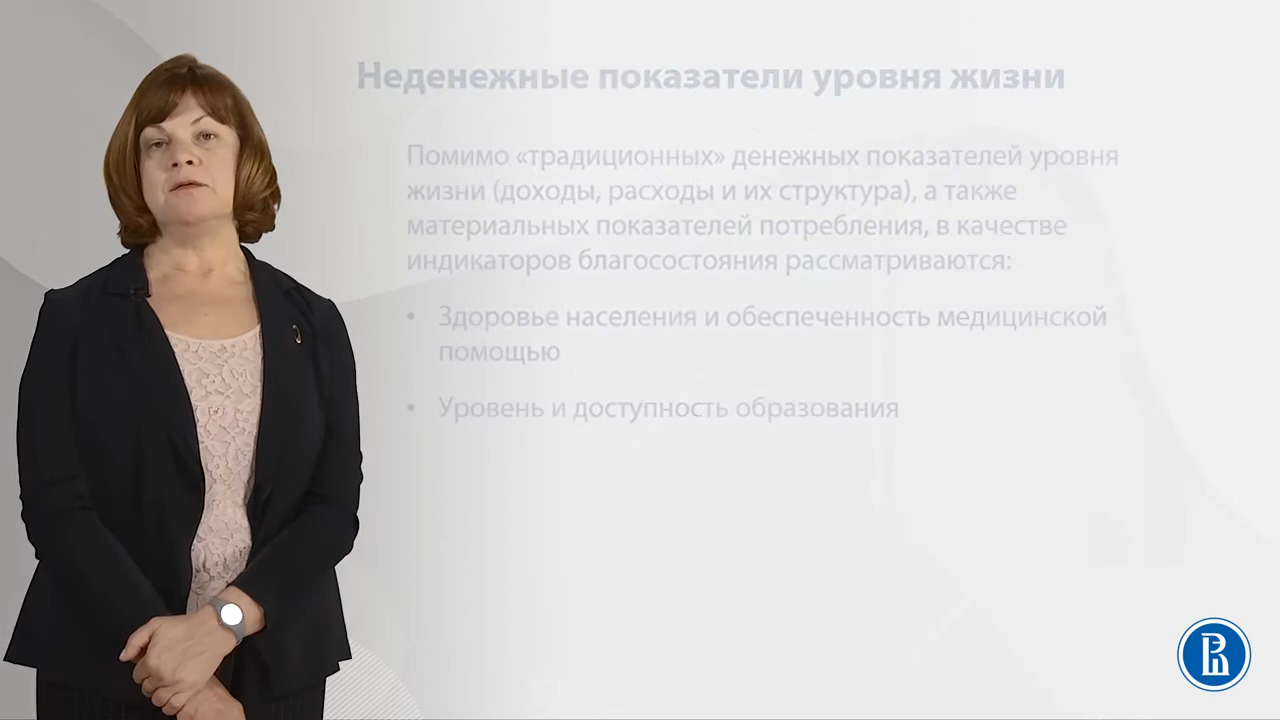 Неденежные показатели уровня жизни
Помимо «традиционных» денежных показателей уровня
жизни (доходы, расходы и их структура), а также
материальных показателей потребления, в качестве
индикаторов благосостояния рассматриваются:
• Здоровье населения и обеспеченность медицинской
помощью
• Уровень и доступность образования